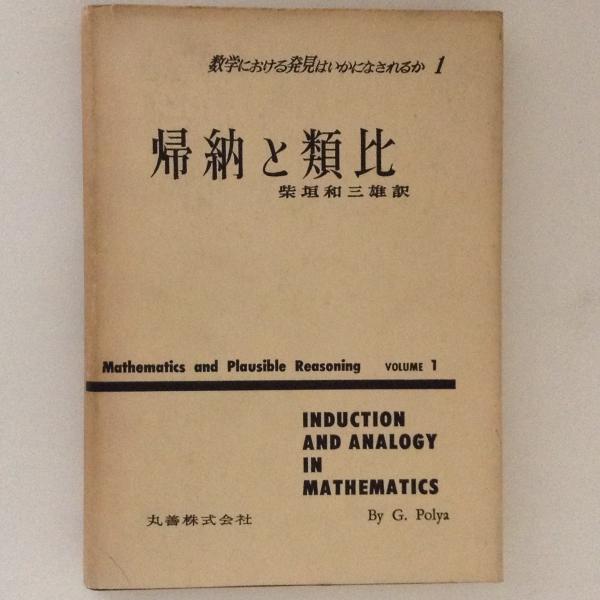 数学における発見はいかになされるか 1
帰納と類比
柴垣和三雄訳
Mathematics and Plausible Reasoning VOLUME 1
INDUCTION
AND ANALOGY
IN
MATHEMATICS
丸善株式会社 By G. Polya